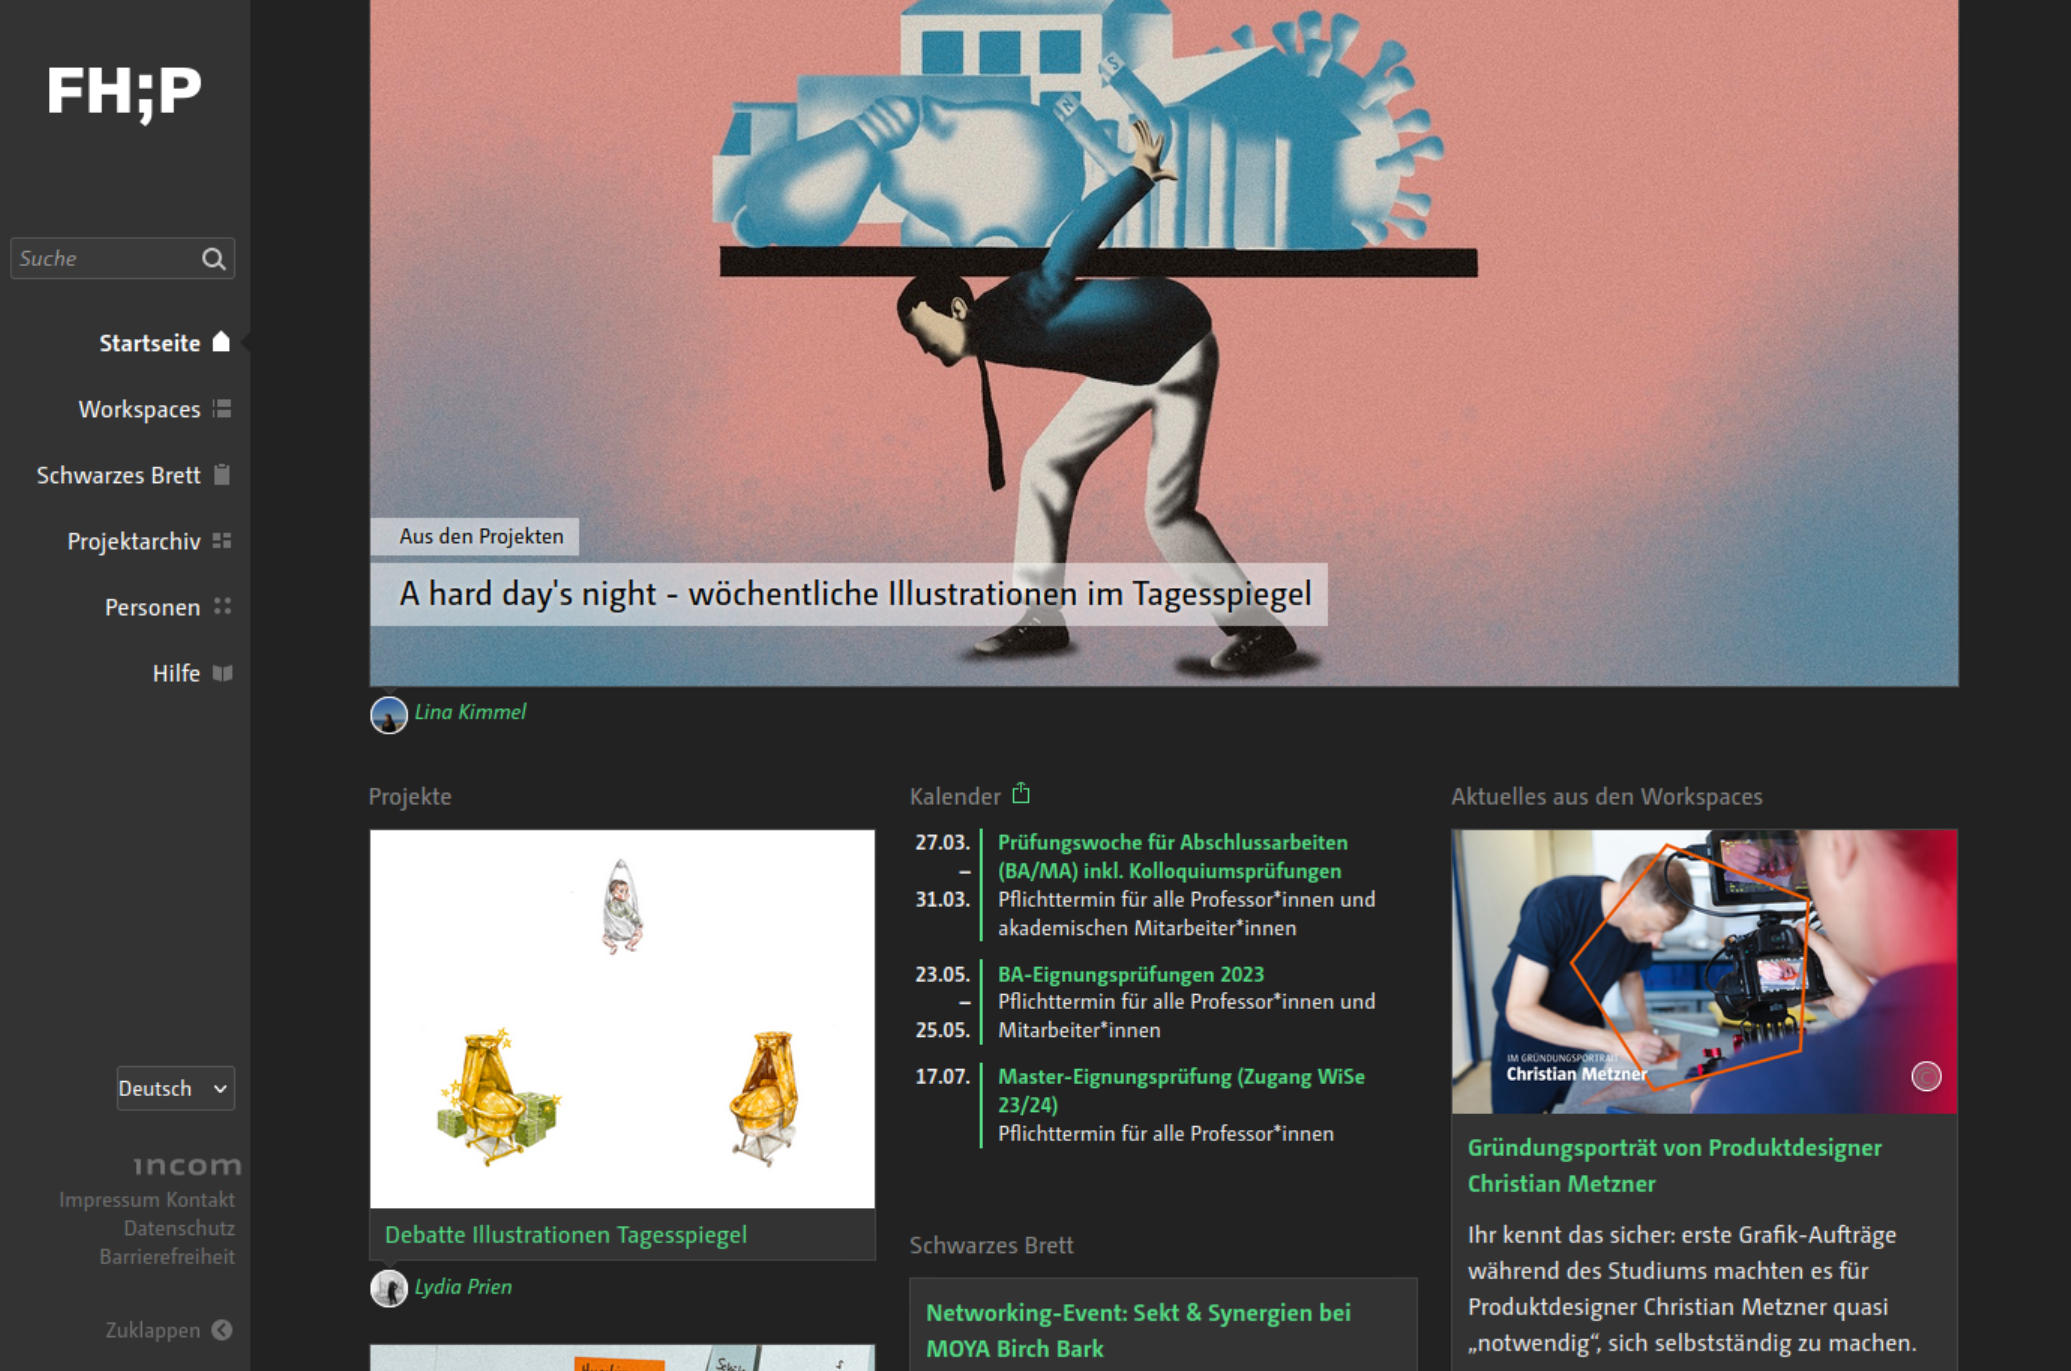 FH;P
Suche
Startseite
Workspaces
Schwarzes Brett
Projektarchiv
Personen
Hilfe
Deutsch
incom
Impressum Kontakt
Datenschutz
Barrierefreiheit
Zuklappen
S
N
Aus den Projekten
A hard day's night - wöchentliche Illustrationen im Tagesspiegel
Lina Kimmel
Projekte
Debatte Illustrationen Tagesspiegel
Lydia Prien
Kalender
27.03.
–
31.03.
Prüfungswoche für Abschlussarbeiten
(BA/MA) inkl. Kolloquiumsprüfungen
Pflichttermin für alle Professor*innen und
akademischen Mitarbeiter*innen
23.05.
–
25.05.
BA-Eignungsprüfungen 2023
Pflichttermin für alle Professor*innen und
Mitarbeiter*innen
17.07.
Master-Eignungsprüfung (Zugang WiSe
23/24)
Pflichttermin für alle Professor*innen
Schwarzes Brett
Networking-Event: Sekt & Synergien bei
MOYA Birch Bark
Aktuelles aus den Workspaces
IM GRÜNDUNGSPORTRAIT
Christian Metzner
©
Gründungsporträt von Produktdesigner
Christian Metzner
Ihr kennt das sicher: erste Grafik-Aufträge
während des Studiums machten es für
Produktdesigner Christian Metzner quasi
„notwendig“, sich selbstständig zu machen.